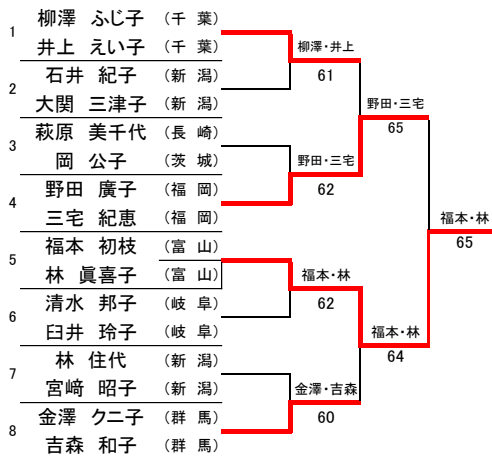 1 柳澤 ふじ子 (千 葉)
井上 えい子 (千 葉)
2 石井 紀子 (新 潟)
大関 三津子 (新 潟)
3 萩原 美千代 (長 崎)
岡 公子 (茨 城)
4 野田 廣子 (福 岡)
三宅 紀恵 (福 岡)
5 福本 初枝 (富 山)
林 眞喜子 (富 山)
6 清水 邦子 (岐 阜)
臼井 玲子 (岐 阜)
7 林 住代 (新 潟)
宮﨑 昭子 (新 潟)
8 金澤 クニ子 (群 馬)
吉森 和子 (群 馬)
柳澤・井上
61
野田・三宅
62
福本・林
62
金澤・吉森
60
野田・三宅
65
福本・林
64
福本・林
65